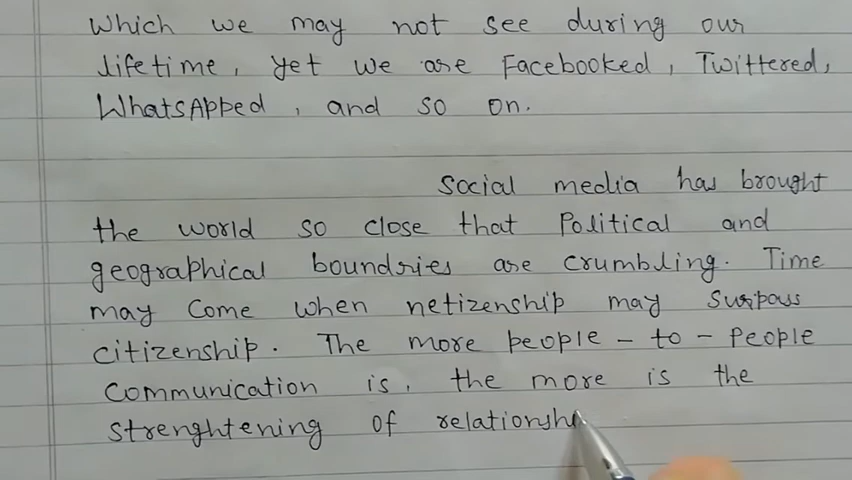 which we may not see during our
lifetime, yet we are Facebooked, Twittered,
WhatsApped, and so on.
Social media has brought
the world so close that Political and
geographical boundries are crumbling. Time
may come when netizenship may surpass
citizenship. The more people-to-people
communication is, the more is the
strenghtening of relationsh